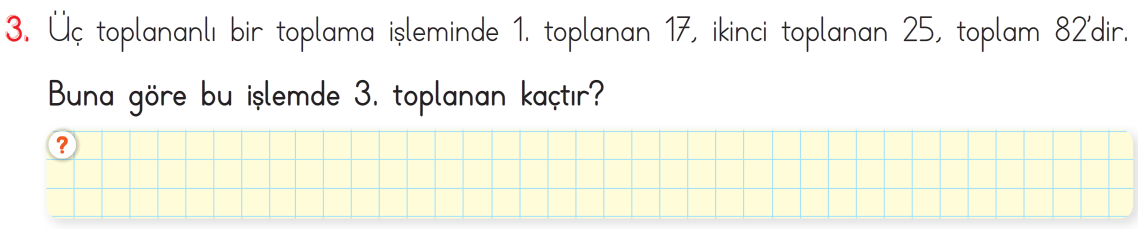 3. Üç toplananlı bir toplama işleminde 1. toplanan 17, ikinci toplanan 25, toplam 82'dir.
Buna göre bu işlemde 3. toplanan kaçtır?
?